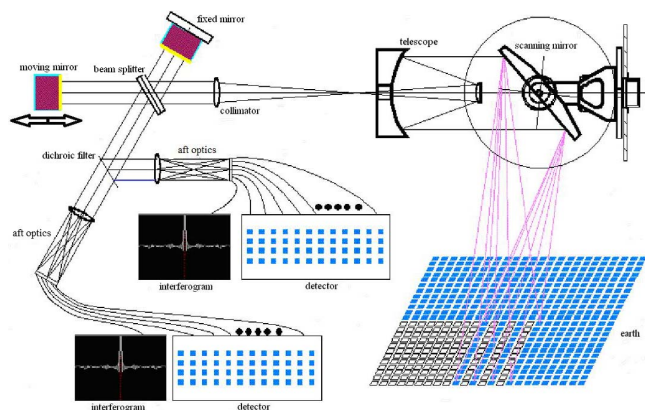 fixed mirror
telescope
scanning mirror
moving mirror
beam splitter
collimator
dichroic filter
aft optics
aft optics
interferogram
detector
earth
interferogram
detector